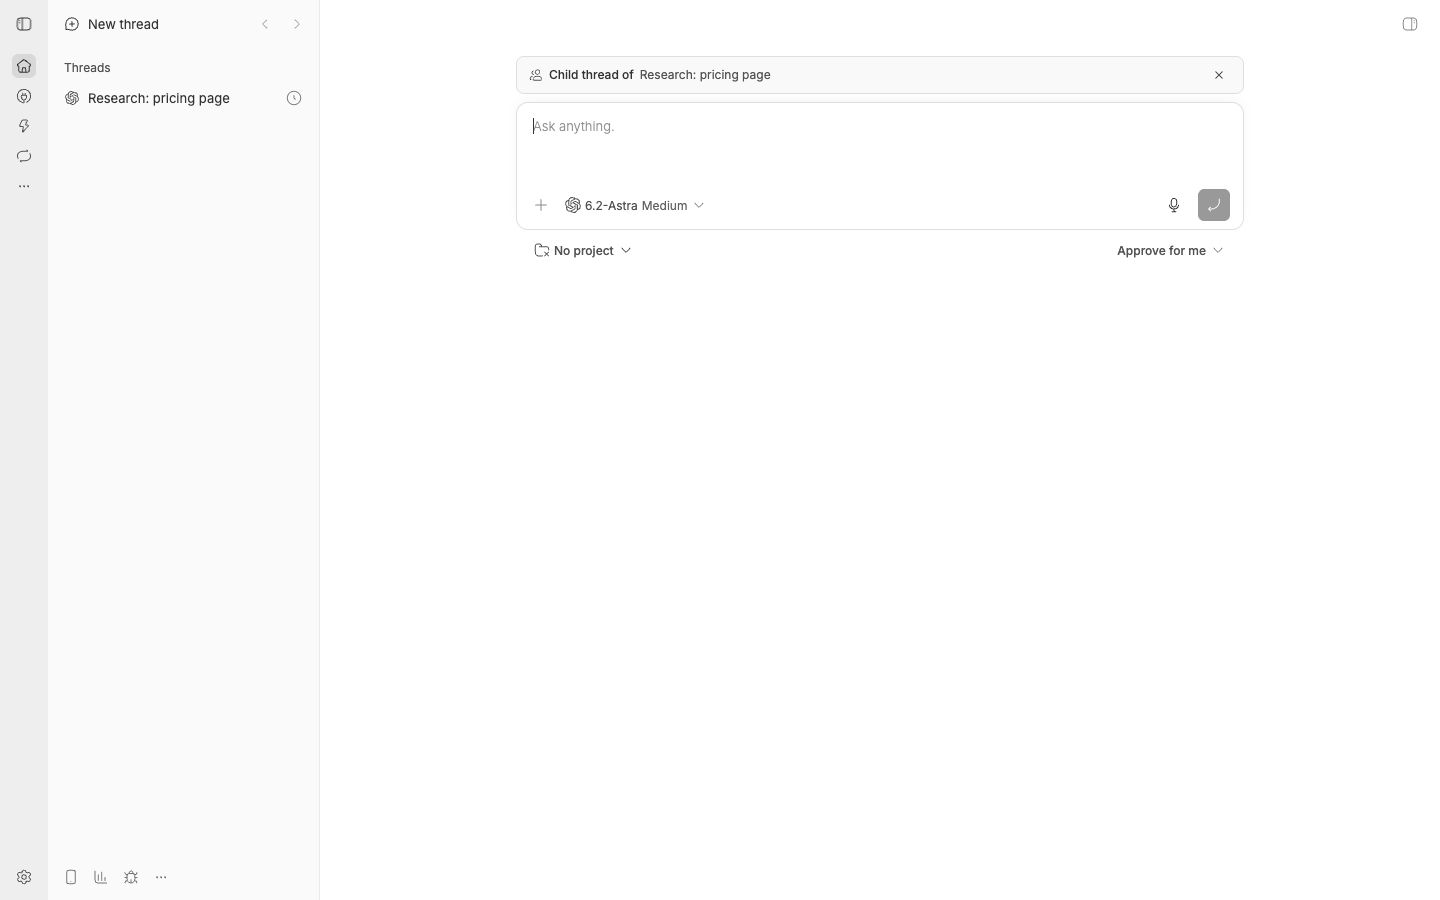 New thread
Threads
Research: pricing page
Child thread of Research: pricing page
Ask anything.
6.2-Astra Medium
No project
Approve for me